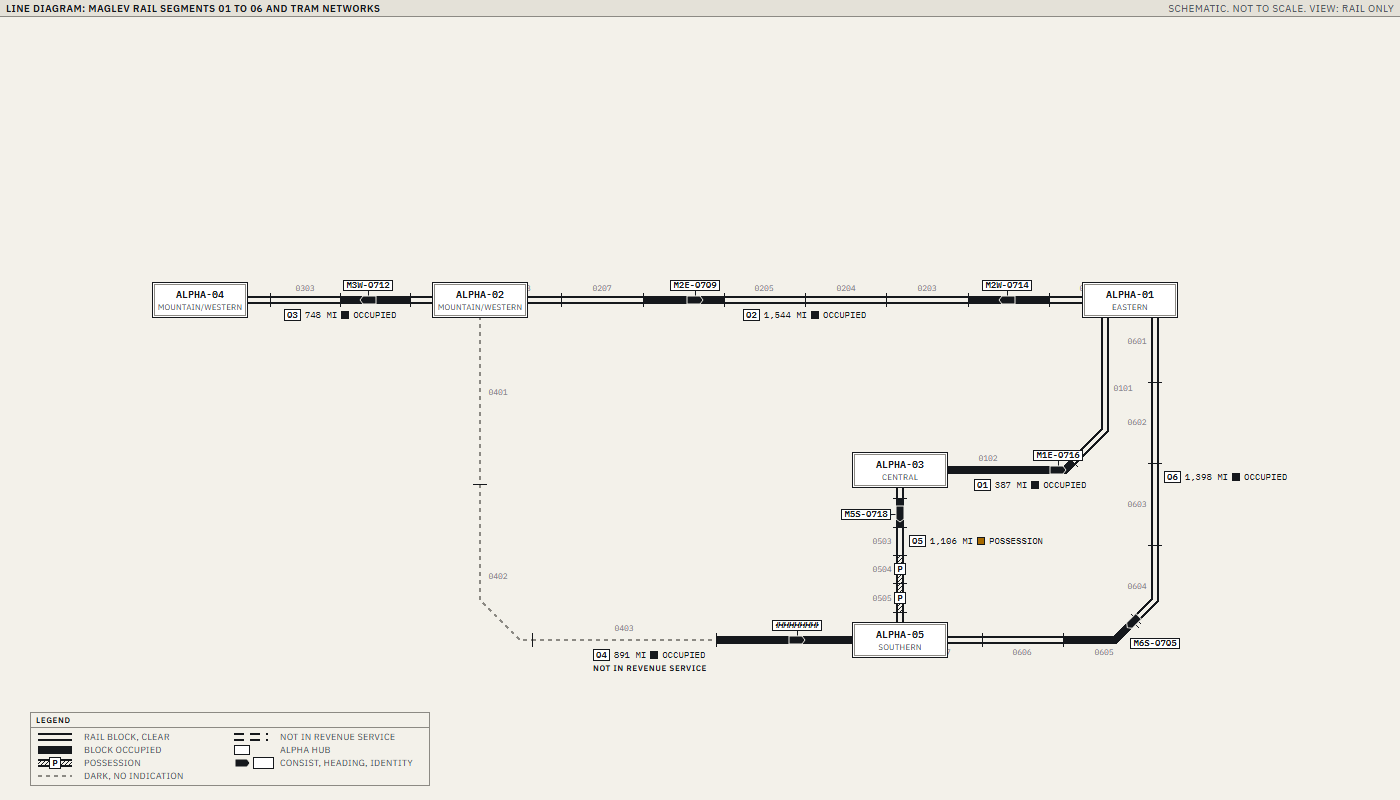 LINE DIAGRAM: MAGLEV RAIL SEGMENTS 01 TO 06 AND TRAM NETWORKS
SCHEMATIC. NOT TO SCALE. VIEW: RAIL ONLY
0303
M3W-0712
0207
M2E-0709
0205
0204
0203
M2W-0714
ALPHA-04
MOUNTAIN/WESTERN
ALPHA-02
MOUNTAIN/WESTERN
ALPHA-01
EASTERN
03 748 MI OCCUPIED
02 1,544 MI OCCUPIED
0601
0401
0101
0602
M1E-0716
0102
ALPHA-03
CENTRAL
01 387 MI OCCUPIED
06 1,398 MI OCCUPIED
0603
M5S-0718
0503
05 1,106 MI POSSESSION
0504 P
0402
0604
0505 P
0403
########
ALPHA-05
SOUTHERN
M6S-0705
04 891 MI OCCUPIED
NOT IN REVENUE SERVICE
0606
0605
LEGEND
RAIL BLOCK, CLEAR
NOT IN REVENUE SERVICE
BLOCK OCCUPIED
ALPHA HUB
P POSSESSION
CONSIST, HEADING, IDENTITY
DARK, NO INDICATION